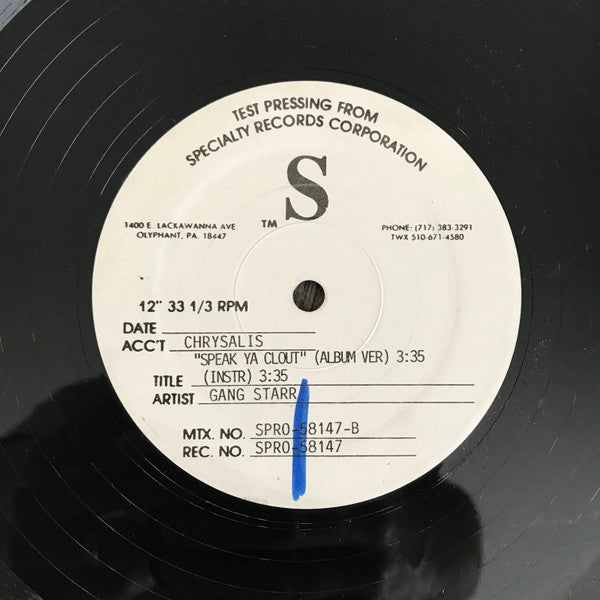 TEST PRESSING FROM
SPECIALTY RECORDS CORPORATION
S
TM
1400 E. LACKAWANNA AVE
OLYPHANT, PA. 18447
PHONE: (717) 383-3291
TWX 510-671-4580
12" 33 1/3 RPM
DATE
ACC'T CHRYSALIS
"SPEAK YA CLOUT" (ALBUM VER) 3:35
TITLE (INSTR) 3:35
ARTIST GANG STARR
MTX. NO. SPRO-58147-B
REC. NO. SPRO-58147